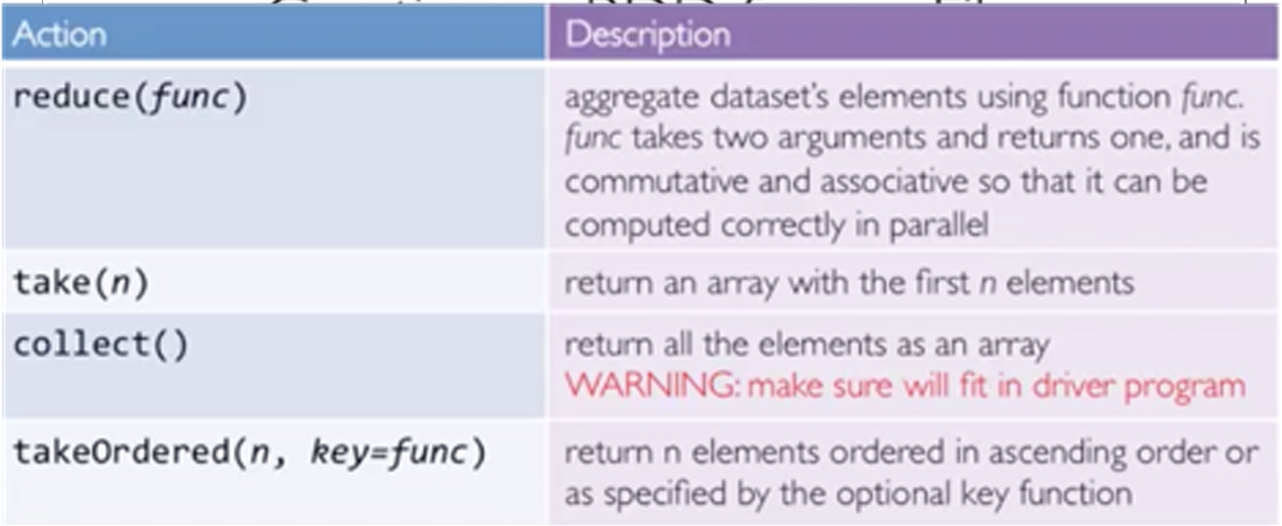 Action Description
reduce(func) aggregate dataset's elements using function func.
func takes two arguments and returns one, and is
commutative and associative so that it can be
computed correctly in parallel
take(n) return an array with the first n elements
collect() return all the elements as an array
WARNING: make sure will fit in driver program
takeOrdered(n, key=func) return n elements ordered in ascending order or
as specified by the optional key function